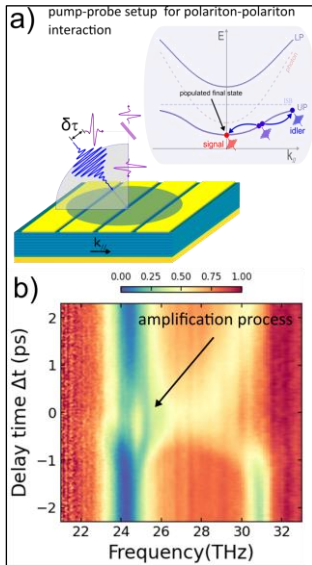 a) pump-probe setup for polariton-polariton
interaction
E
LP
photon
ISB
populated final state
UP
signal
idler
k//
δτ
k//
b)
0.00 0.25 0.50 0.75 1.00
amplification process
Delay time Δt (ps)
2
1
0
−1
−2
22 24 26 28 30 32
Frequency(THz)